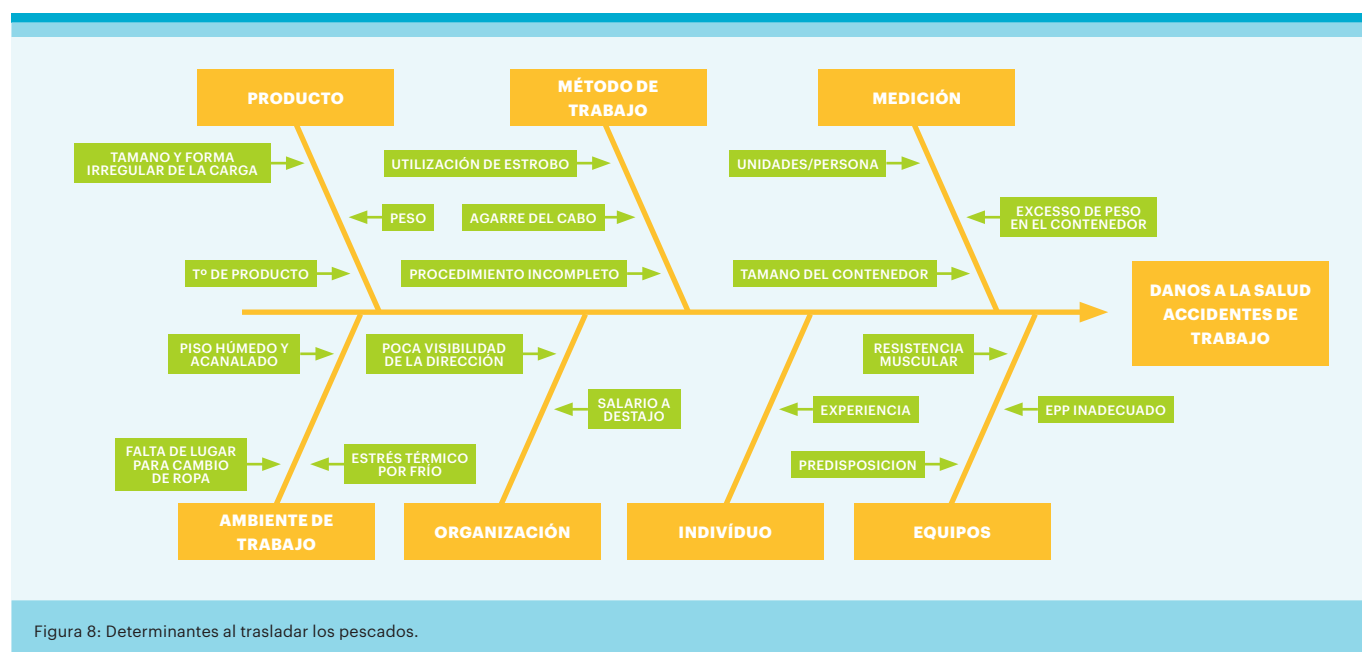 PRODUCTO
MÉTODO DE
TRABAJO
MEDICIÓN
TAMANO Y FORMA
IRREGULAR DE LA CARGA
UTILIZACIÓN DE ESTROBO
UNIDADES/PERSONA
PESO
AGARRE DEL CABO
EXCESSO DE PESO
EN EL CONTENEDOR
Tº DE PRODUCTO
PROCEDIMIENTO INCOMPLETO
TAMANO DEL CONTENEDOR
DANOS A LA SALUD
ACCIDENTES DE
TRABAJO
PISO HÚMEDO Y
ACANALADO
POCA VISIBILIDAD
DE LA DIRECCIÓN
RESISTENCIA
MUSCULAR
SALARIO A
DESTAJO
EXPERIENCIA
EPP INADECUADO
FALTA DE LUGAR
PARA CAMBIO
DE ROPA
ESTRÉS TÉRMICO
POR FRÍO
PREDISPOSICION
AMBIENTE DE
TRABAJO
ORGANIZACIÓN
INDIVÍDUO
EQUIPOS
Figura 8: Determinantes al trasladar los pescados.